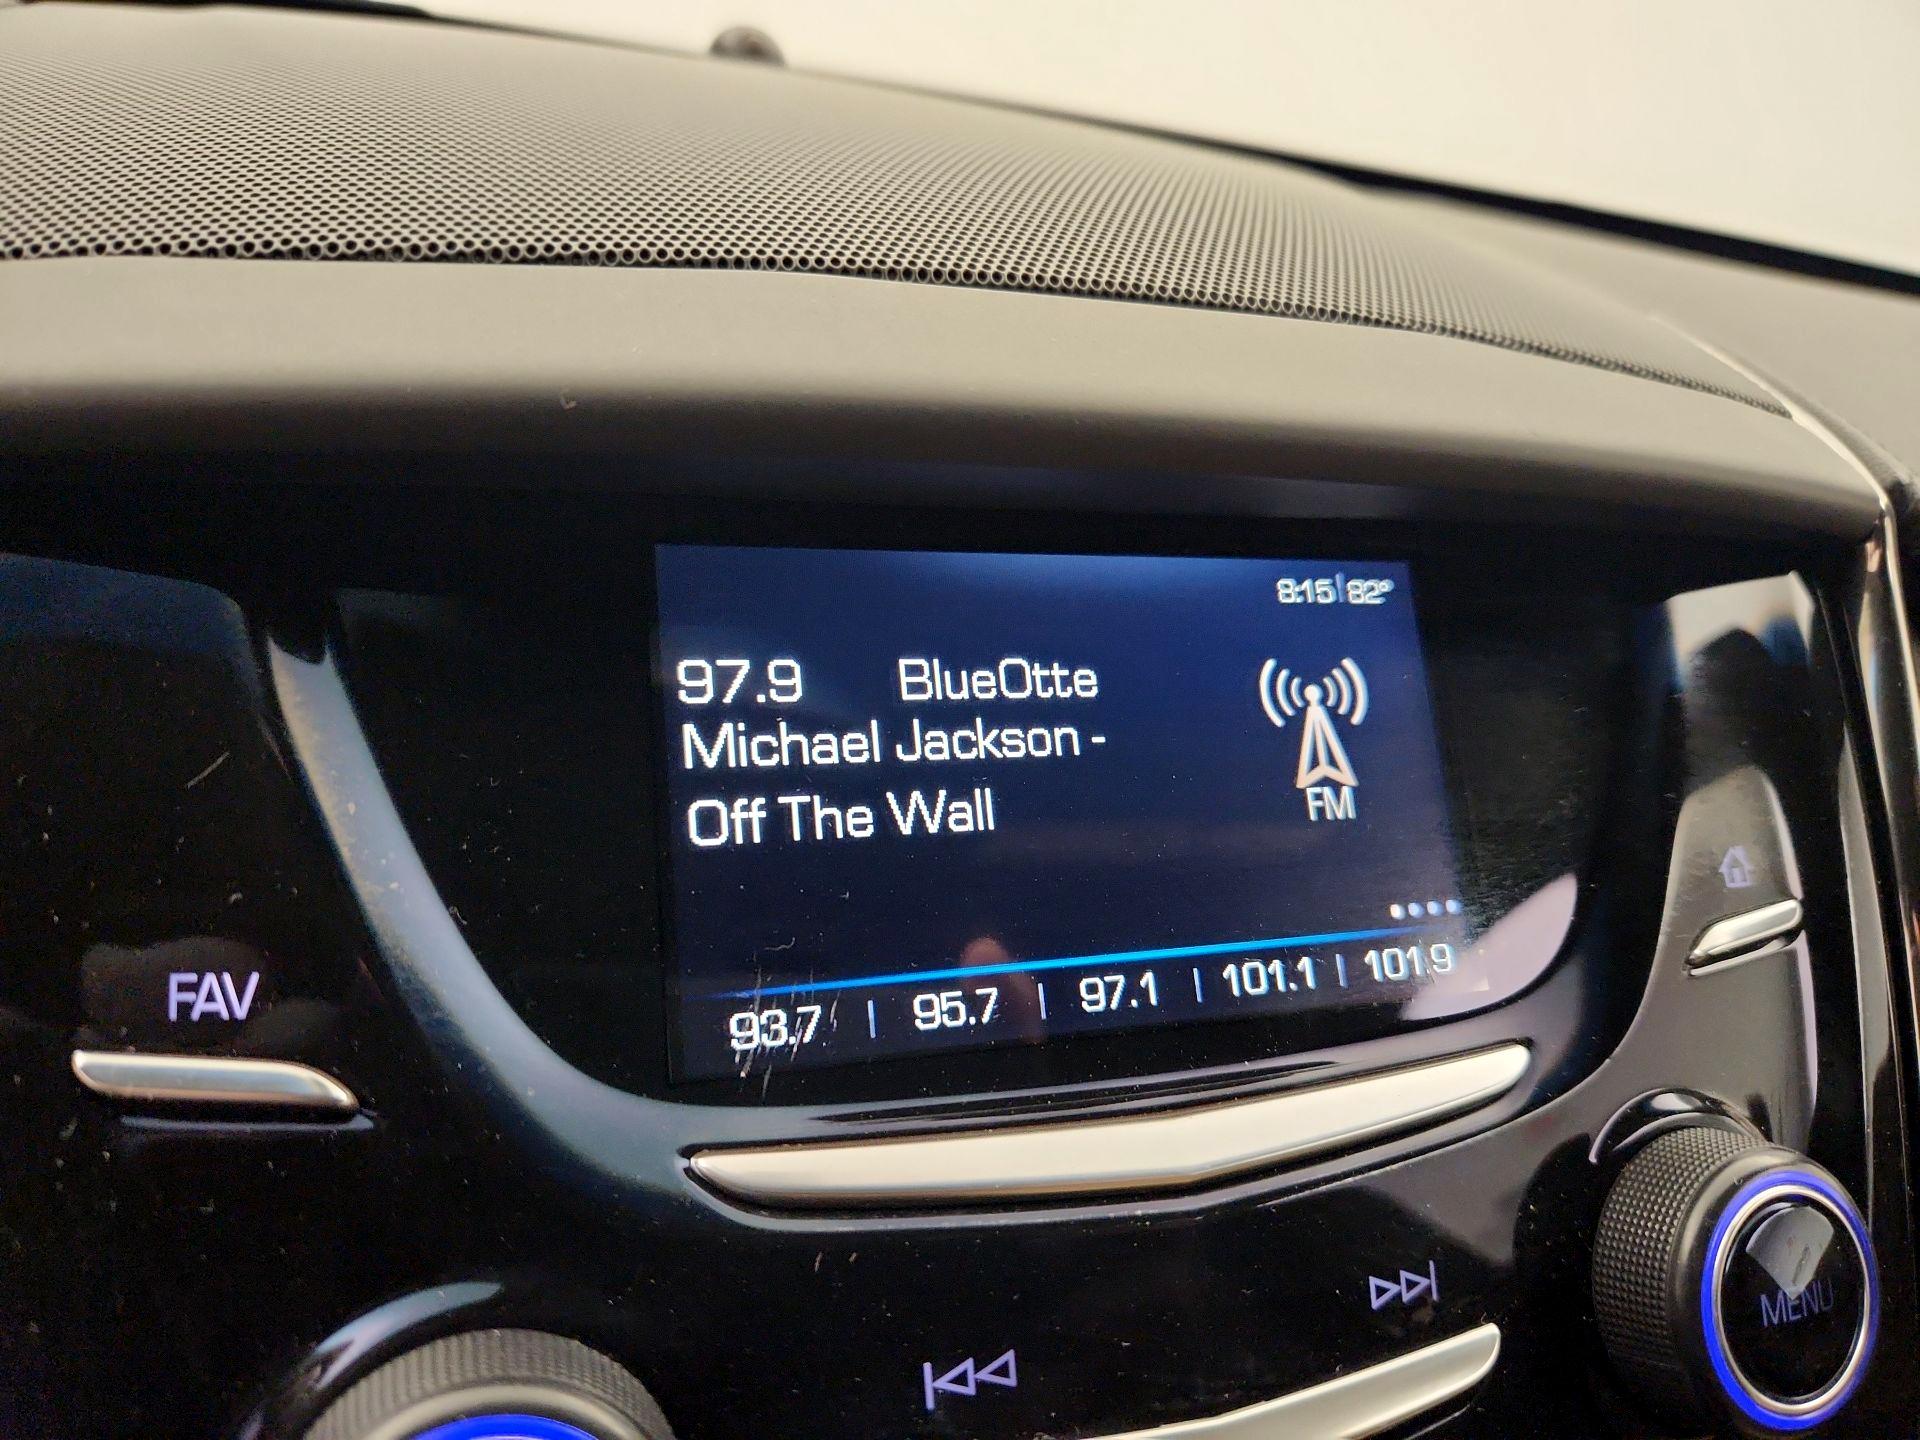 8:15 | 82°
97.9 BlueOtte
Michael Jackson -
Off The Wall
FM
93.7 | 95.7 | 97.1 | 101.1 | 101.9
FAV
MENU